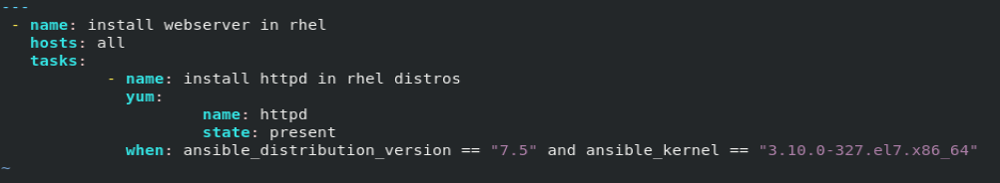 ---
 - name: install webserver in rhel
   hosts: all
   tasks:
           - name: install httpd in rhel distros
             yum:
                     name: httpd
                     state: present
             when: ansible_distribution_version == "7.5" and ansible_kernel == "3.10.0-327.el7.x86_64"
~